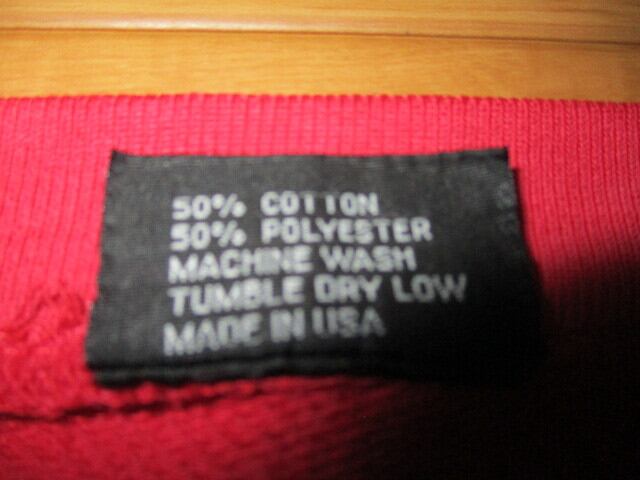 50% COTTON
50% POLYESTER
MACHINE WASH
TUMBLE DRY LOW
MADE IN USA